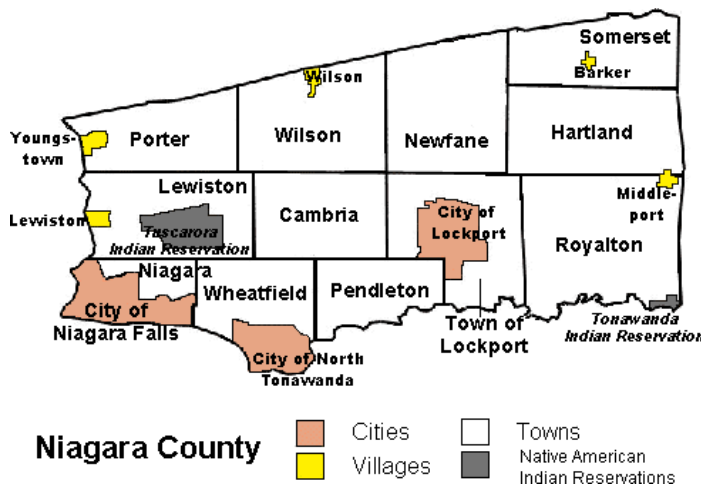 Somerset
Barker
Wilson
Youngs-
town
Porter
Wilson
Newfane
Hartland
Lewiston
Middle-
port
Lewiston
Tuscarora
Indian Reservation
Cambria
City of
Lockport
Royalton
Niagara
Wheatfield
Pendleton
City of
Niagara Falls
Town of
Lockport
Tonawanda
Indian Reservation
City of North
Tonawanda
Niagara County
Cities
Villages
Towns
Native American
Indian Reservations